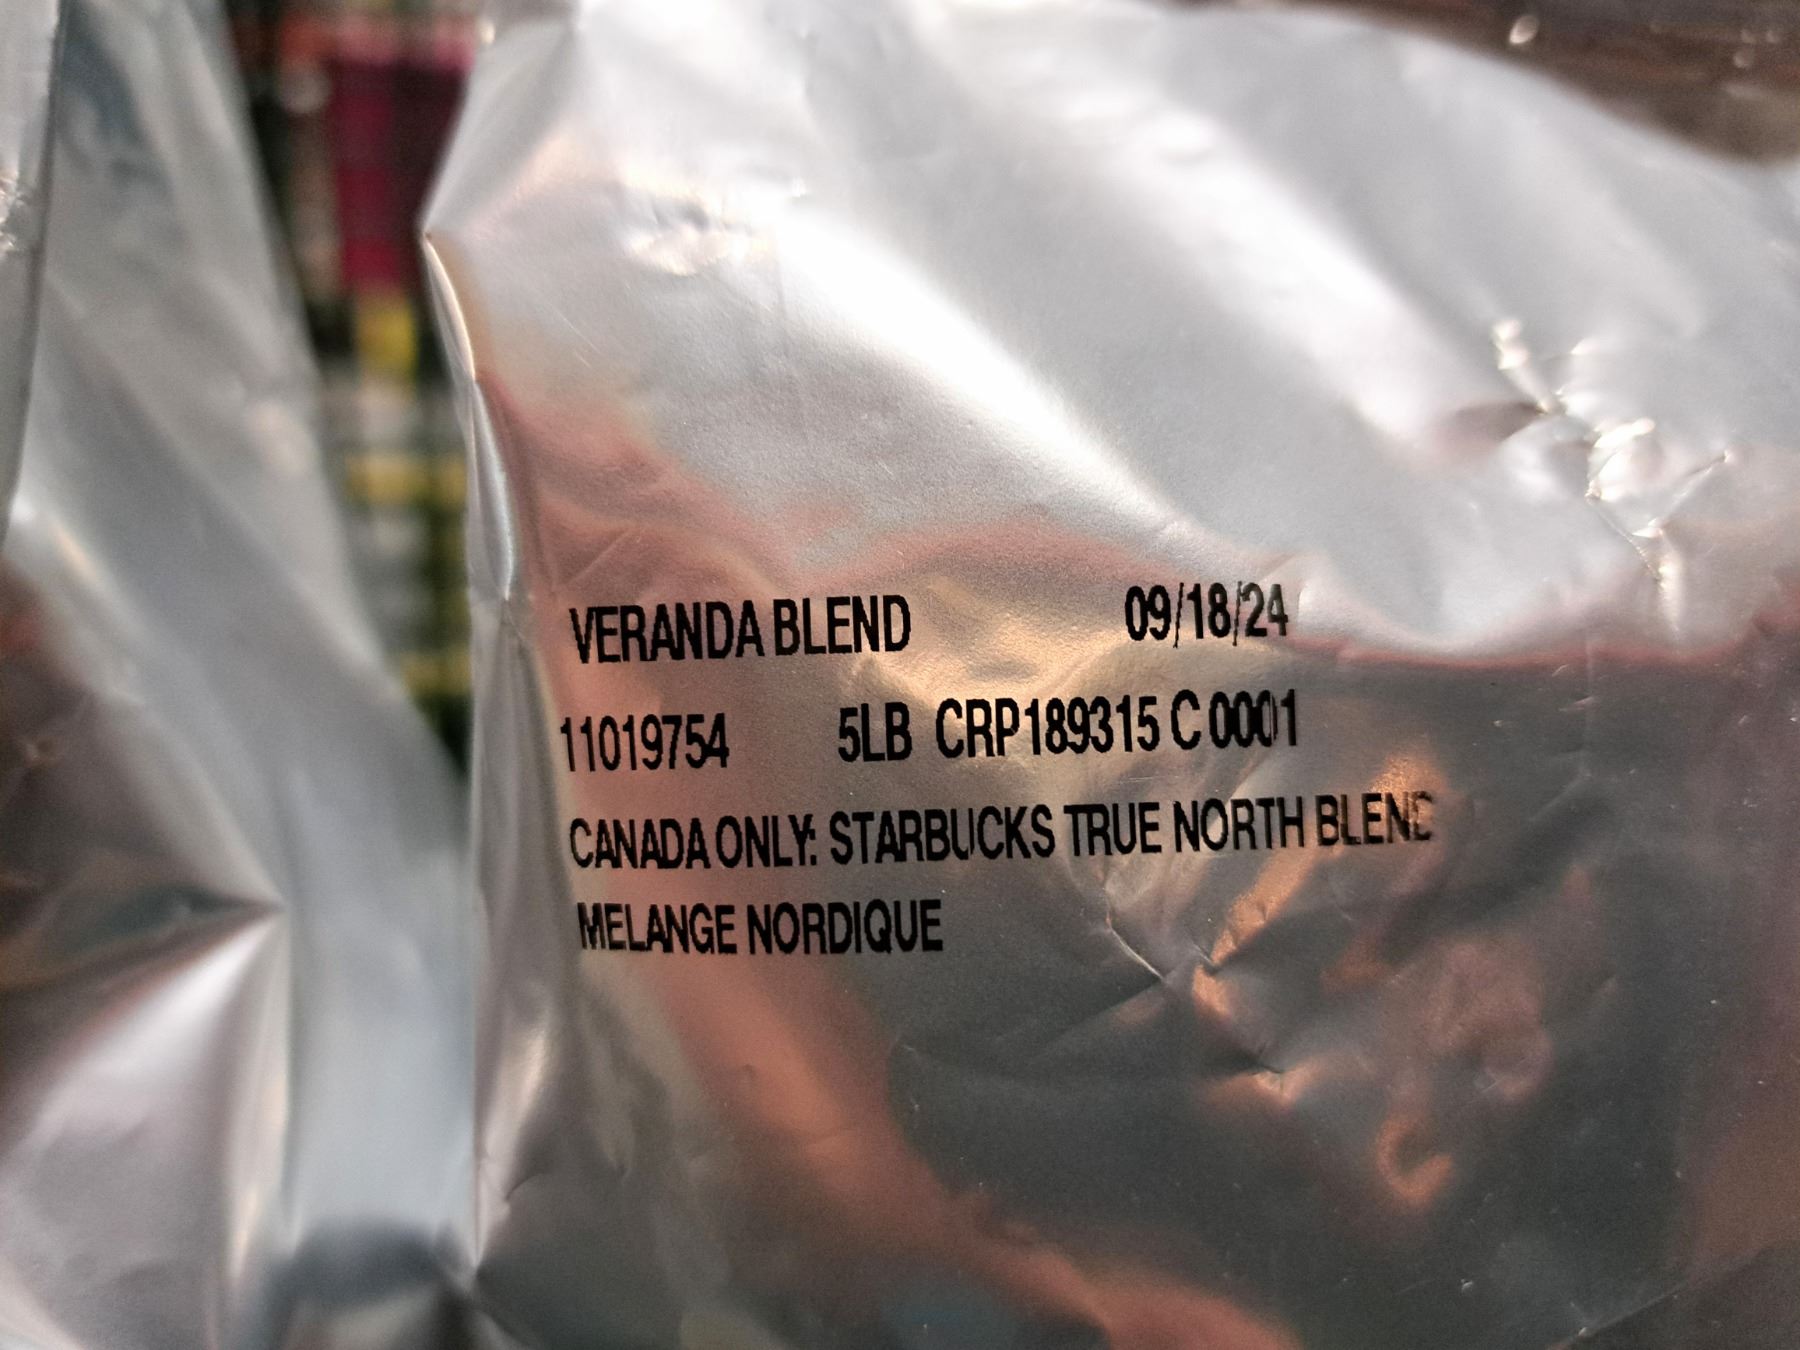 VERANDA BLEND 09/18/24
11019754 5LB CRP189315 C 0001
CANADA ONLY: STARBUCKS TRUE NORTH BLEND
MELANGE NORDIQUE